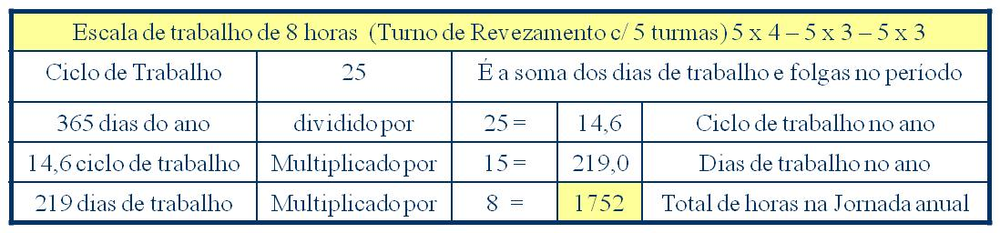 Escala de trabalho de 8 horas (Turno de Revezamento c/ 5 turmas) 5 x 4 – 5 x 3 – 5 x 3
Ciclo de Trabalho 25 É a soma dos dias de trabalho e folgas no período
365 dias do ano dividido por 25 = 14,6 Ciclo de trabalho no ano
14,6 ciclo de trabalho Multiplicado por 15 = 219,0 Dias de trabalho no ano
219 dias de trabalho Multiplicado por 8 = 1752 Total de horas na Jornada anual